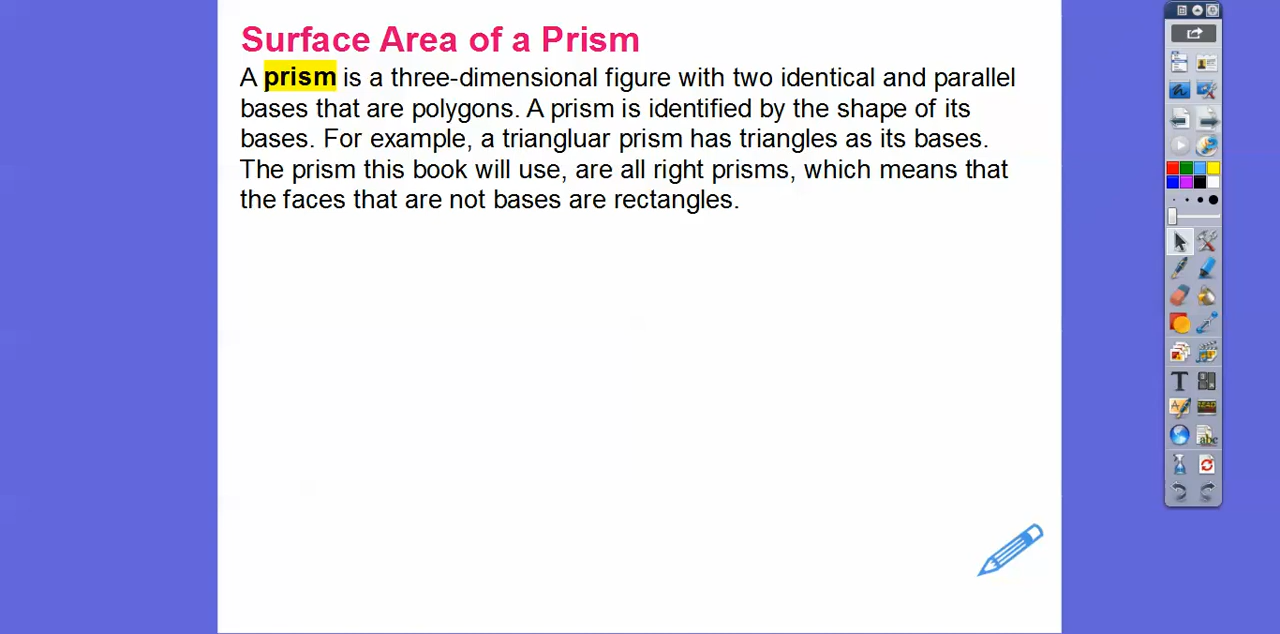 Surface Area of a Prism
A prism is a three-dimensional figure with two identical and parallel
bases that are polygons. A prism is identified by the shape of its
bases. For example, a triangluar prism has triangles as its bases.
The prism this book will use, are all right prisms, which means that
the faces that are not bases are rectangles.